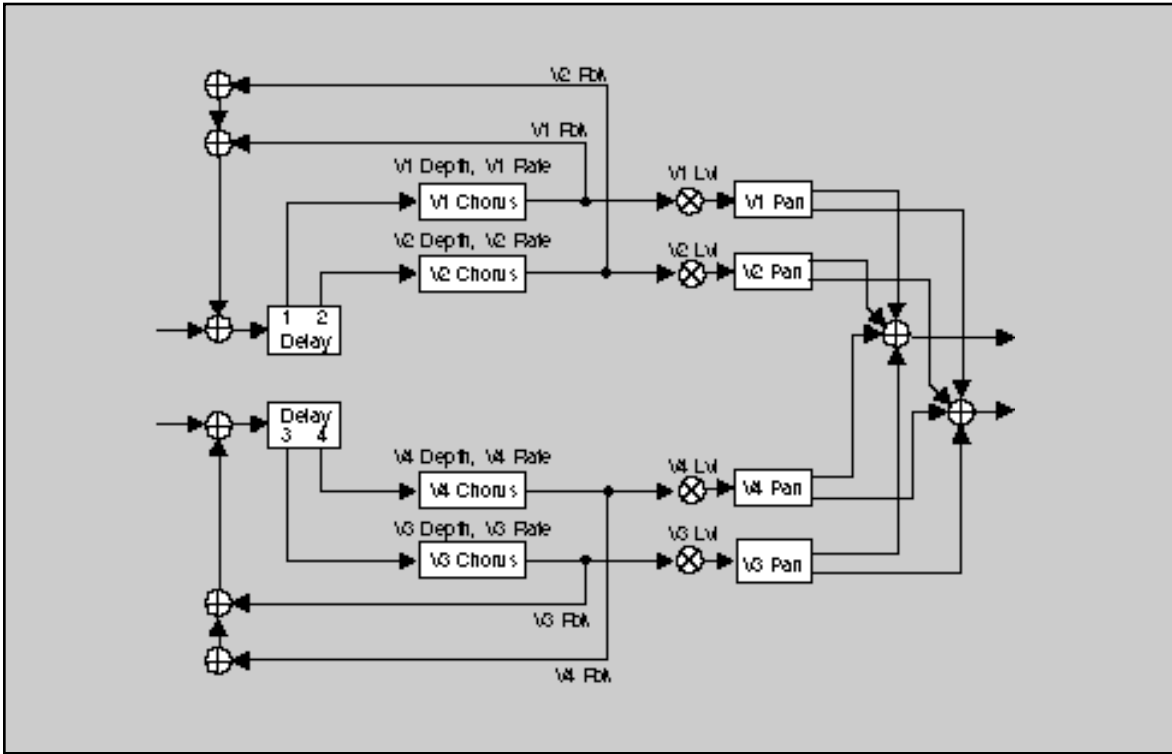 V2 Fbk
V1 Fbk
V1 Depth, V1 Rate
V1 Lvl
V1 Chorus
V1 Pan
V2 Depth, V2 Rate
V2 Lvl
V2 Chorus
V2 Pan
1 2
Delay
Delay
3 4
V4 Depth, V4 Rate
V4 Lvl
V4 Chorus
V4 Pan
V3 Depth, V3 Rate
V3 Lvl
V3 Chorus
V3 Pan
V3 Fbk
V4 Fbk